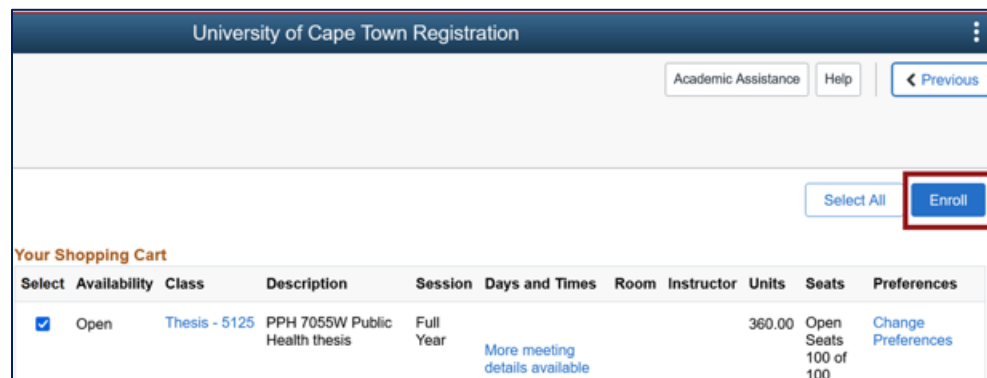 University of Cape Town Registration
Academic Assistance
Help
Previous
Select All
Enroll
Your Shopping Cart
Select Availability Class Description Session Days and Times Room Instructor Units Seats Preferences
Open Thesis - 5125 PPH 7055W Public Full 360.00 Open Change
Health thesis Year Seats Preferences
More meeting 100 of
details available 100